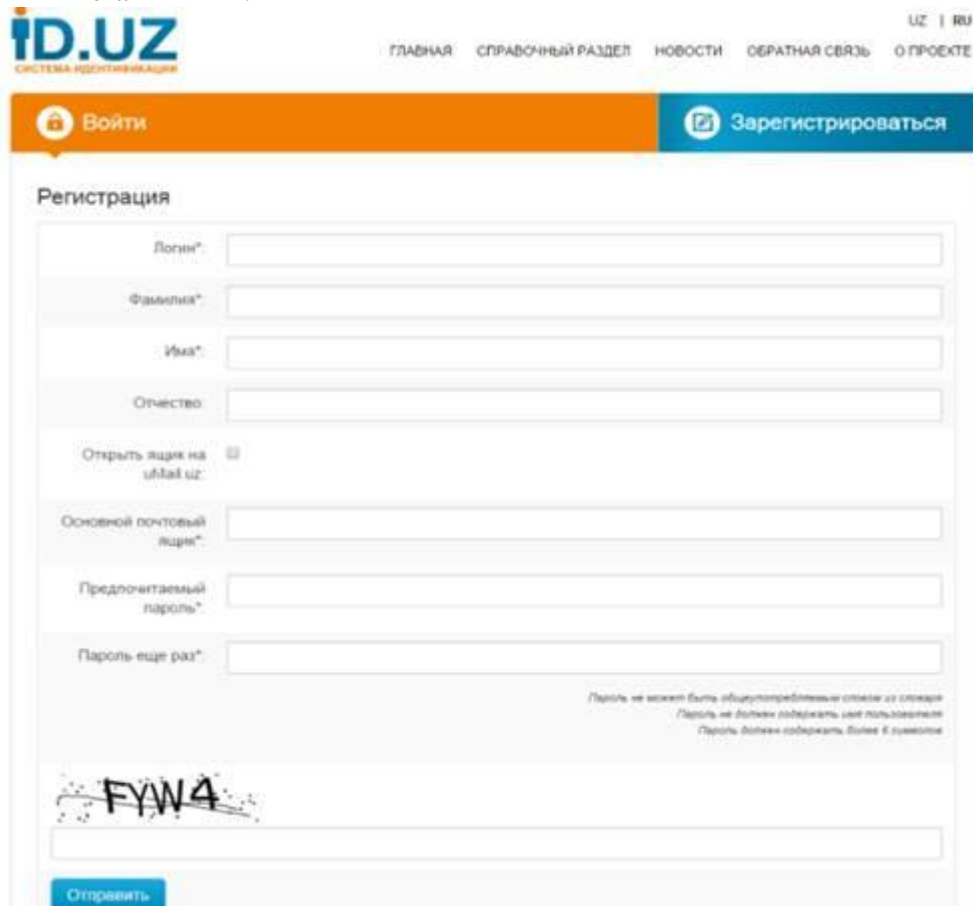 iD.UZ
СИСТЕМА ИДЕНТИФИКАЦИИ
UZ | RU
ГЛАВНАЯ СПРАВОЧНЫЙ РАЗДЕЛ НОВОСТИ ОБРАТНАЯ СВЯЗЬ О ПРОЕКТЕ
Войти
Зарегистрироваться
Регистрация
Логин*:
Фамилия*:
Имя*:
Отчество:
Открыть ящик на
uMail.uz:
Основной почтовый
ящик*:
Предпочитаемый
пароль*:
Пароль еще раз*:
Пароль не может быть общеупотребляемым словом из словаря
Пароль не должен содержать имя пользователя
Пароль должен содержать более 6 символов
FYW4
Отправить